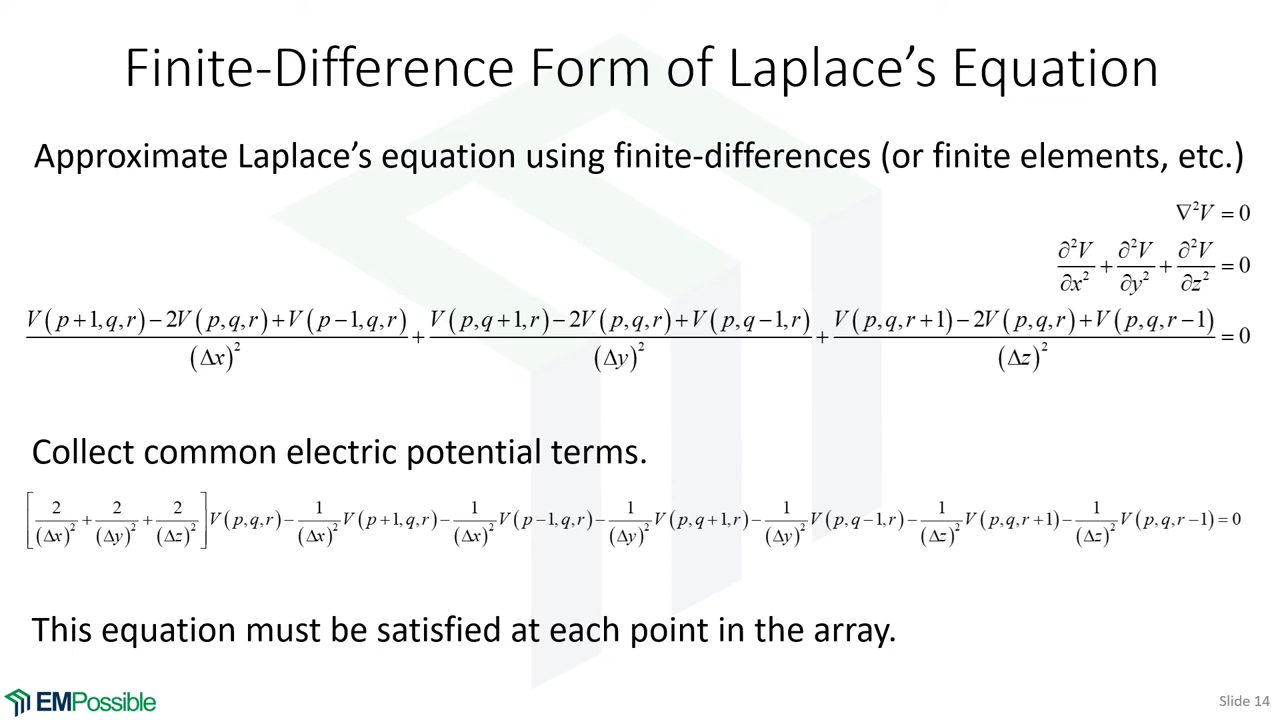 Finite-Difference Form of Laplace’s Equation
Approximate Laplace’s equation using finite-differences (or finite elements, etc.)
∇²V = 0
∂²V/∂x² + ∂²V/∂y² + ∂²V/∂z² = 0
(V(p+1,q,r)−2V(p,q,r)+V(p−1,q,r))/(Δx)² + (V(p,q+1,r)−2V(p,q,r)+V(p,q−1,r))/(Δy)² + (V(p,q,r+1)−2V(p,q,r)+V(p,q,r−1))/(Δz)² = 0
Collect common electric potential terms.
[2/(Δx)² + 2/(Δy)² + 2/(Δz)²]V(p,q,r) − 1/(Δx)² V(p+1,q,r) − 1/(Δx)² V(p−1,q,r) − 1/(Δy)² V(p,q+1,r) − 1/(Δy)² V(p,q−1,r) − 1/(Δz)² V(p,q,r+1) − 1/(Δz)² V(p,q,r−1) = 0
This equation must be satisfied at each point in the array.
EMPossible
Slide 14